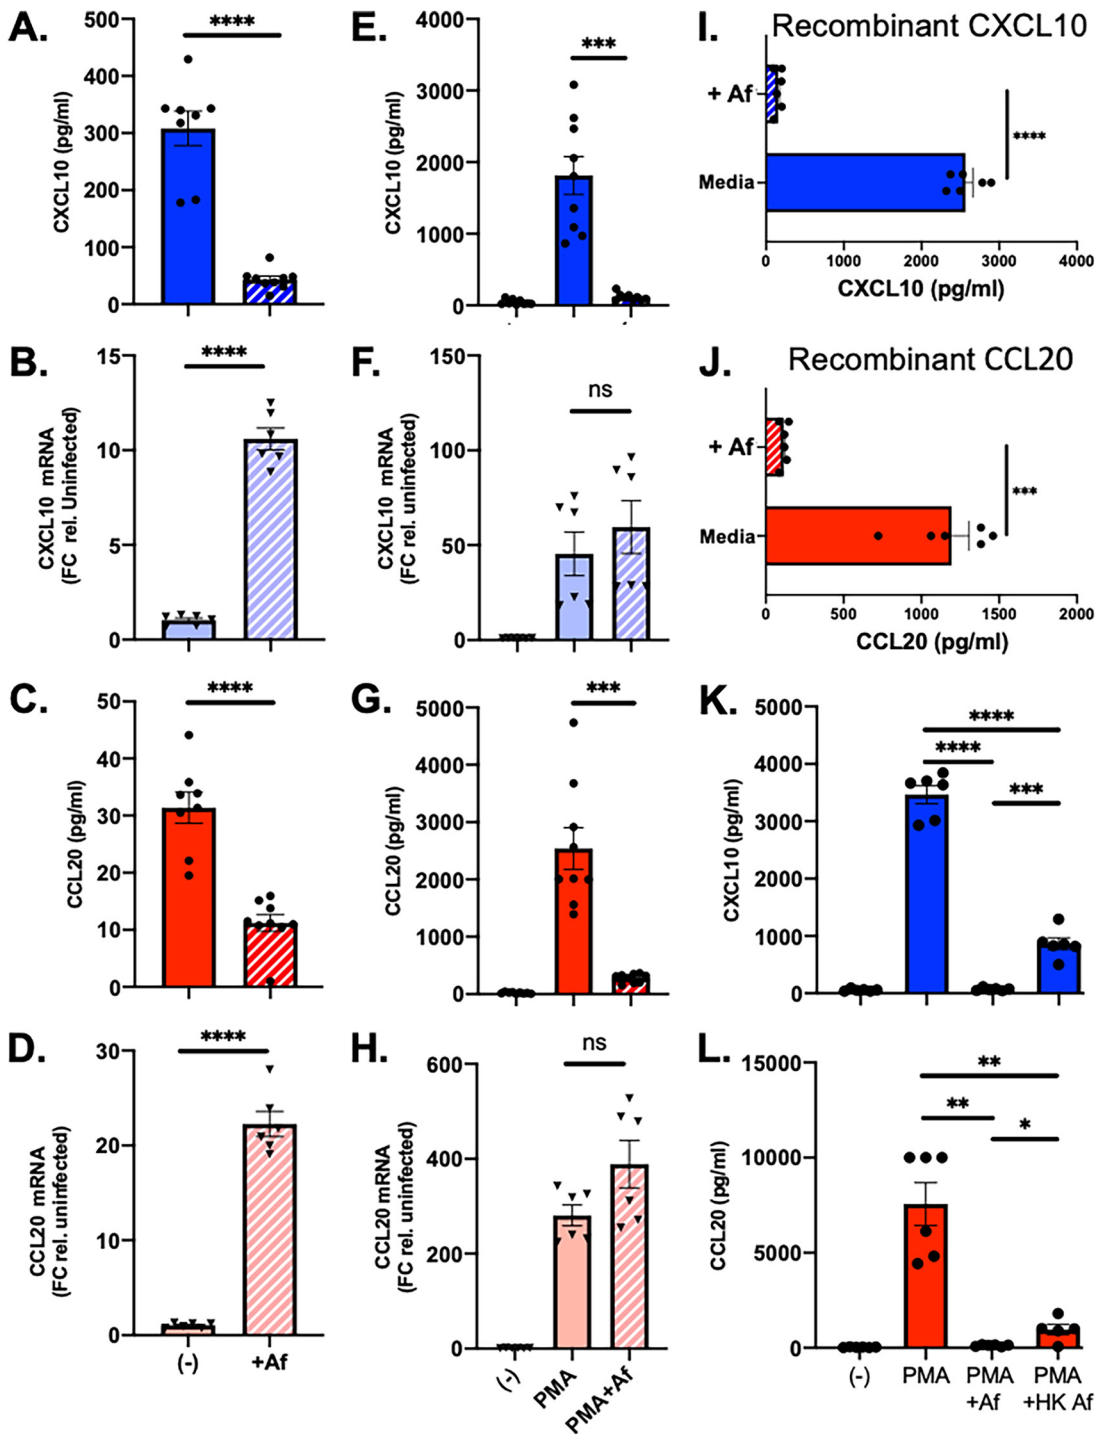 A.
****
CXCL10 (pg/ml)
500
400
300
200
100
0
B.
****
CXCL10 mRNA
(FC rel. Uninfected)
15
10
5
0
C.
****
CCL20 (pg/ml)
50
40
30
20
10
0
D.
****
CCL20 mRNA
(FC rel. uninfected)
30
20
10
0
(-)
+Af
E.
***
CXCL10 (pg/ml)
4000
3000
2000
1000
0
F.
ns
CXCL10 mRNA
(FC rel. uninfected)
150
100
50
0
G.
***
CCL20 (pg/ml)
5000
4000
3000
2000
1000
0
H.
ns
CCL20 mRNA
(FC rel. uninfected)
600
400
200
0
(-)
PMA
PMA+Af
I.
Recombinant CXCL10
+ Af
Media
****
0
1000
2000
3000
4000
CXCL10 (pg/ml)
J.
Recombinant CCL20
+ Af
Media
***
0
500
1000
1500
2000
CCL20 (pg/ml)
K.
****
****
***
CXCL10 (pg/ml)
5000
4000
3000
2000
1000
0
L.
**
**
*
CCL20 (pg/ml)
15000
10000
5000
0
(-)
PMA
PMA
+Af
PMA
+HK Af